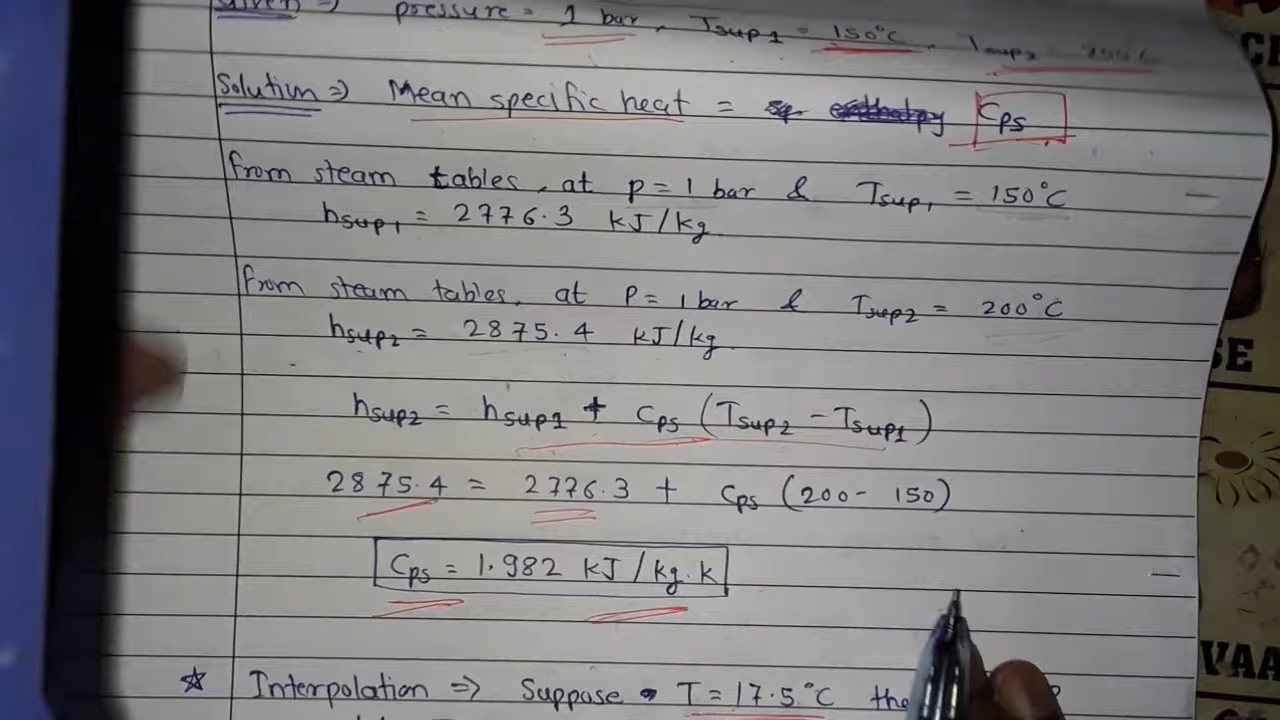 Given ⇒ pressure = 1 bar, Tsup1 = 150°C, Tsup2
Solution ⇒ Mean specific heat = Cps
from steam tables, at p = 1 bar & Tsup1 = 150°C
hsup1 = 2776.3 kJ/kg
from steam tables, at P = 1 bar & Tsup2 = 200°C
hsup2 = 2875.4 kJ/kg.
hsup2 = hsup1 + Cps (Tsup2 - Tsup1)
2875.4 = 2776.3 + Cps (200 - 150)
Cps = 1.982 kJ/kg.k
☆ Interpolation ⇒ Suppose T = 17.5°C
VAA